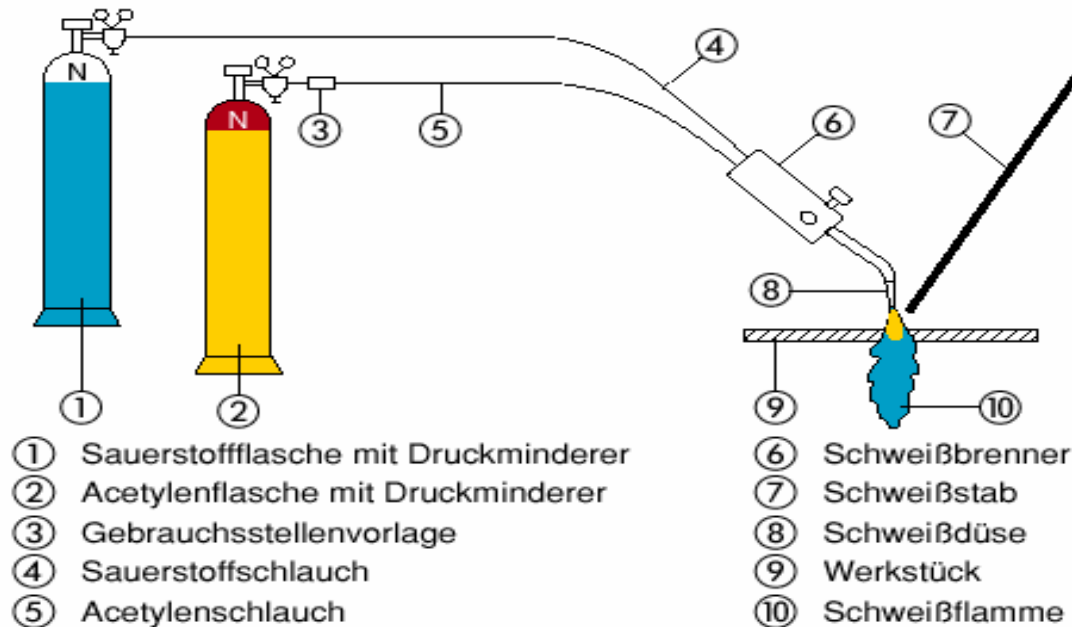 N
N
④
③
⑤
⑥
⑦
⑧
①
②
⑨
⑩
① Sauerstoffflasche mit Druckminderer
② Acetylenflasche mit Druckminderer
③ Gebrauchsstellenvorlage
④ Sauerstoffschlauch
⑤ Acetylenschlauch
⑥ Schweißbrenner
⑦ Schweißstab
⑧ Schweißdüse
⑨ Werkstück
⑩ Schweißflamme